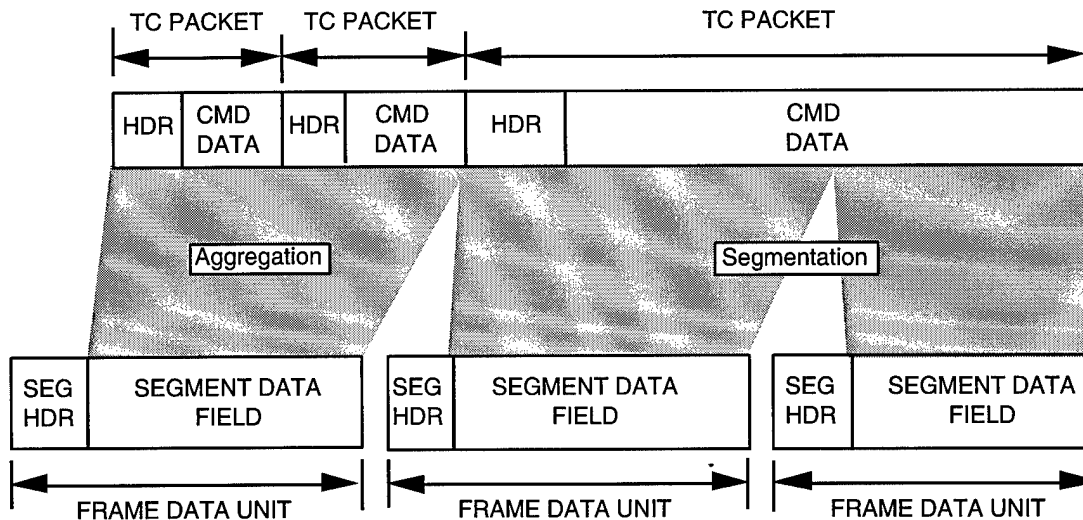 TC PACKET TC PACKET TC PACKET
HDR CMD DATA HDR CMD DATA HDR CMD DATA
Aggregation Segmentation
SEG HDR SEGMENT DATA FIELD SEG HDR SEGMENT DATA FIELD SEG HDR SEGMENT DATA FIELD
FRAME DATA UNIT FRAME DATA UNIT FRAME DATA UNIT